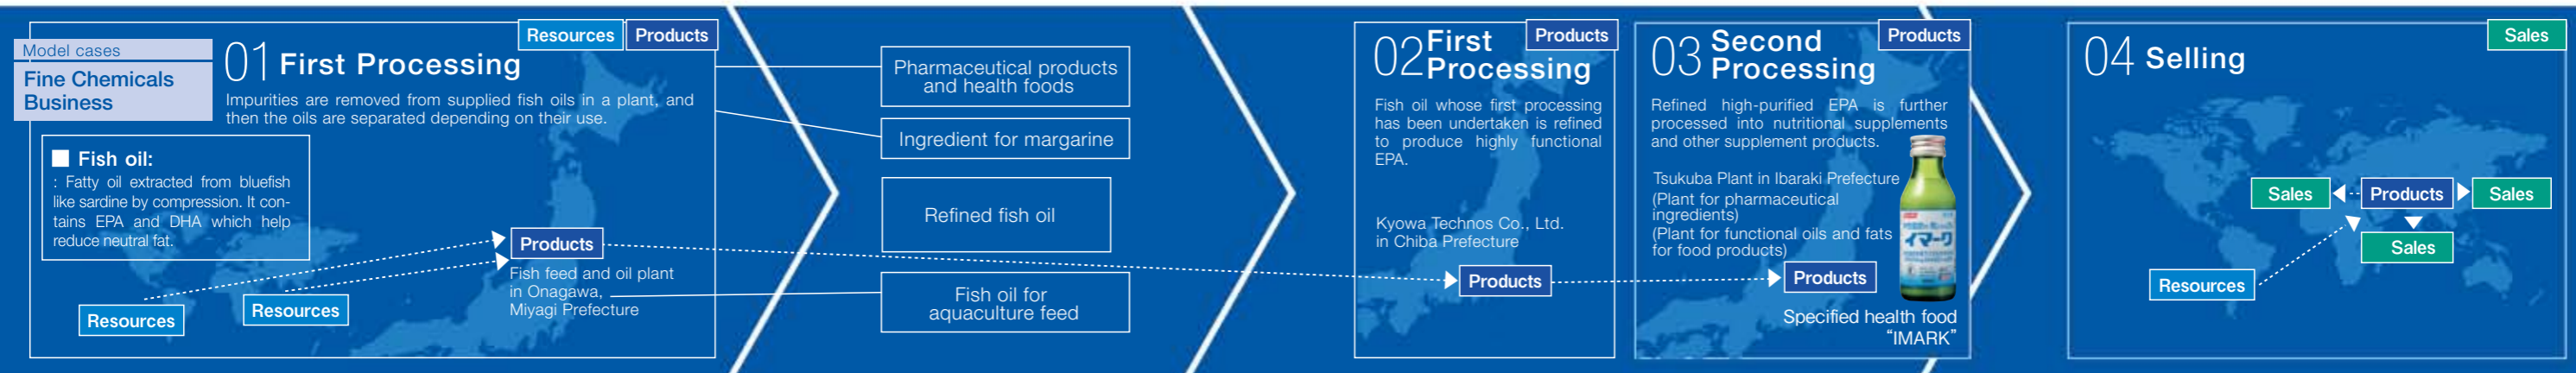 Model cases
Fine Chemicals
Business
01 First Processing
Resources
Products
Impurities are removed from supplied fish oils in a plant, and
then the oils are separated depending on their use.
■ Fish oil:
: Fatty oil extracted from bluefish
like sardine by compression. It con-
tains EPA and DHA which help
reduce neutral fat.
Resources
Resources
Products
Fish feed and oil plant
in Onagawa,
Miyagi Prefecture
Pharmaceutical products
and health foods
Ingredient for margarine
Refined fish oil
Fish oil for
aquaculture feed
02 First
Processing
Products
Fish oil whose first processing
has been undertaken is refined
to produce highly functional
EPA.
Kyowa Technos Co., Ltd.
in Chiba Prefecture
Products
03 Second
Processing
Products
Refined high-purified EPA is further
processed into nutritional supplements
and other supplement products.
Tsukuba Plant in Ibaraki Prefecture
(Plant for pharmaceutical
ingredients)
(Plant for functional oils and fats
for food products)
Products
イマーク
Specified health food
“IMARK”
04 Selling
Sales
Sales
Products
Sales
Sales
Resources